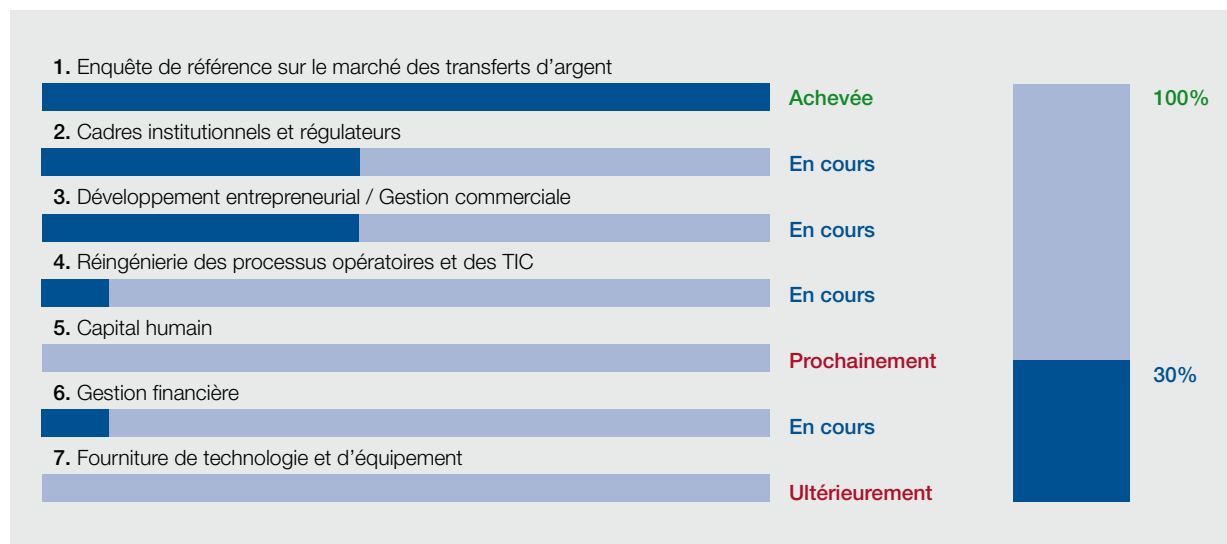 1. Enquête de référence sur le marché des transferts d’argent
Achevée
100%
2. Cadres institutionnels et régulateurs
En cours
3. Développement entrepreneurial / Gestion commerciale
En cours
4. Réingénierie des processus opératoires et des TIC
En cours
5. Capital humain
Prochainement
30%
6. Gestion financière
En cours
7. Fourniture de technologie et d’équipement
Ultérieurement